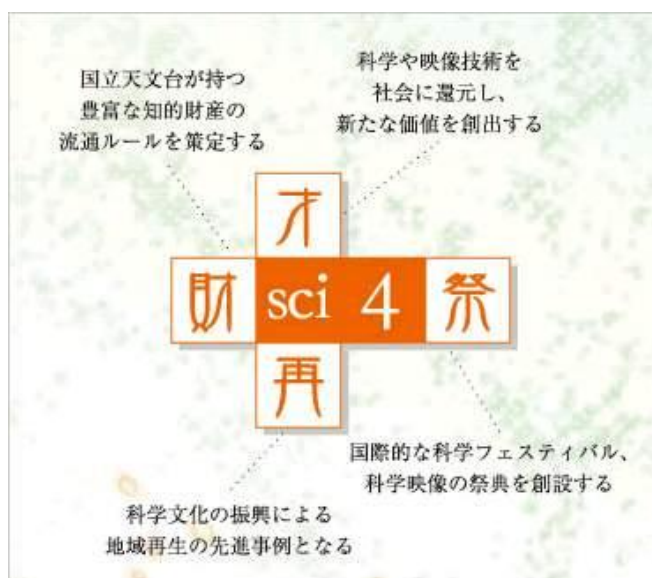 国立天文台が持つ
豊富な知的財産の
流通ルールを策定する
科学や映像技術を
社会に還元し、
新たな価値を創出する
才
財 sci 4 祭
再
国際的な科学フェスティバル、
科学映像の祭典を創設する
科学文化の振興による
地域再生の先進事例となる